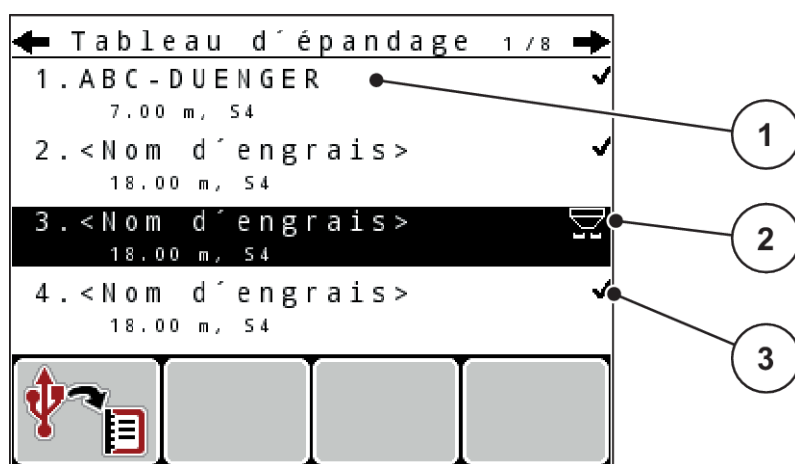 Tableau d´épandage 1/8
1.ABC-DUENGER
7.00 m, S4
2.<Nom d´engrais>
18.00 m, S4
3.<Nom d´engrais>
18.00 m, S4
4.<Nom d´engrais>
18.00 m, S4
1
2
3